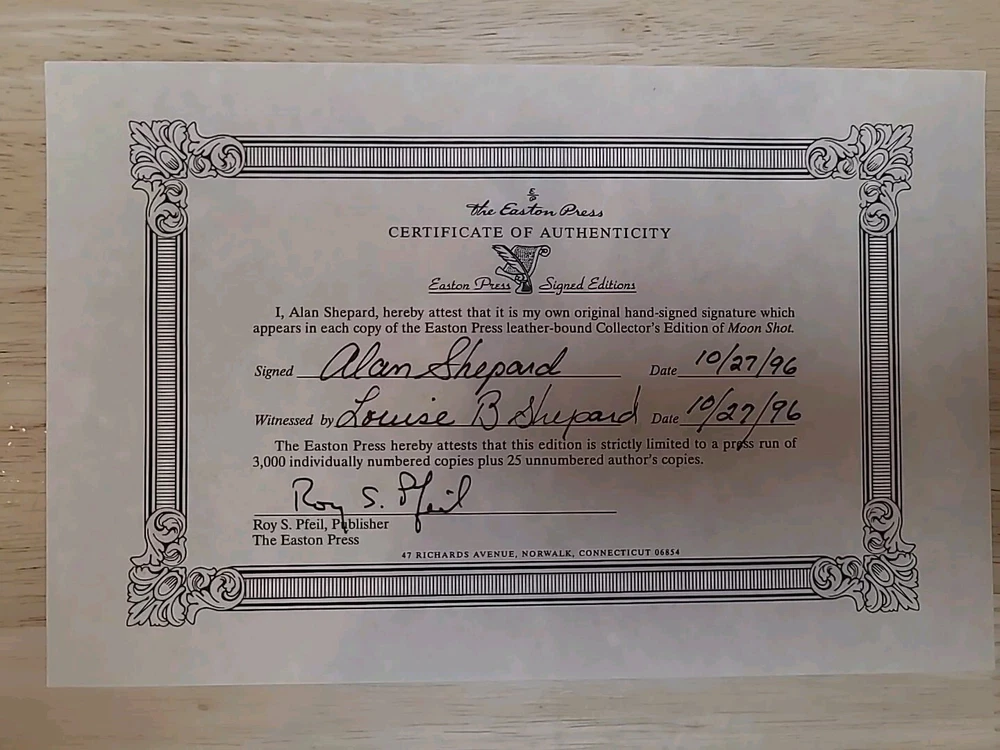 E
P
the Easton Press
CERTIFICATE OF AUTHENTICITY
Easton Press Signed Editions
I, Alan Shepard, hereby attest that it is my own original hand-signed signature which
appears in each copy of the Easton Press leather-bound Collector's Edition of Moon Shot.
Signed Alan Shepard Date 10/27/96
Witnessed by Louise B Shepard Date 10/27/96
The Easton Press hereby attests that this edition is strictly limited to a press run of
3,000 individually numbered copies plus 25 unnumbered author's copies.
Roy S. Pfeil
Roy S. Pfeil, Publisher
The Easton Press
47 RICHARDS AVENUE, NORWALK, CONNECTICUT 06854